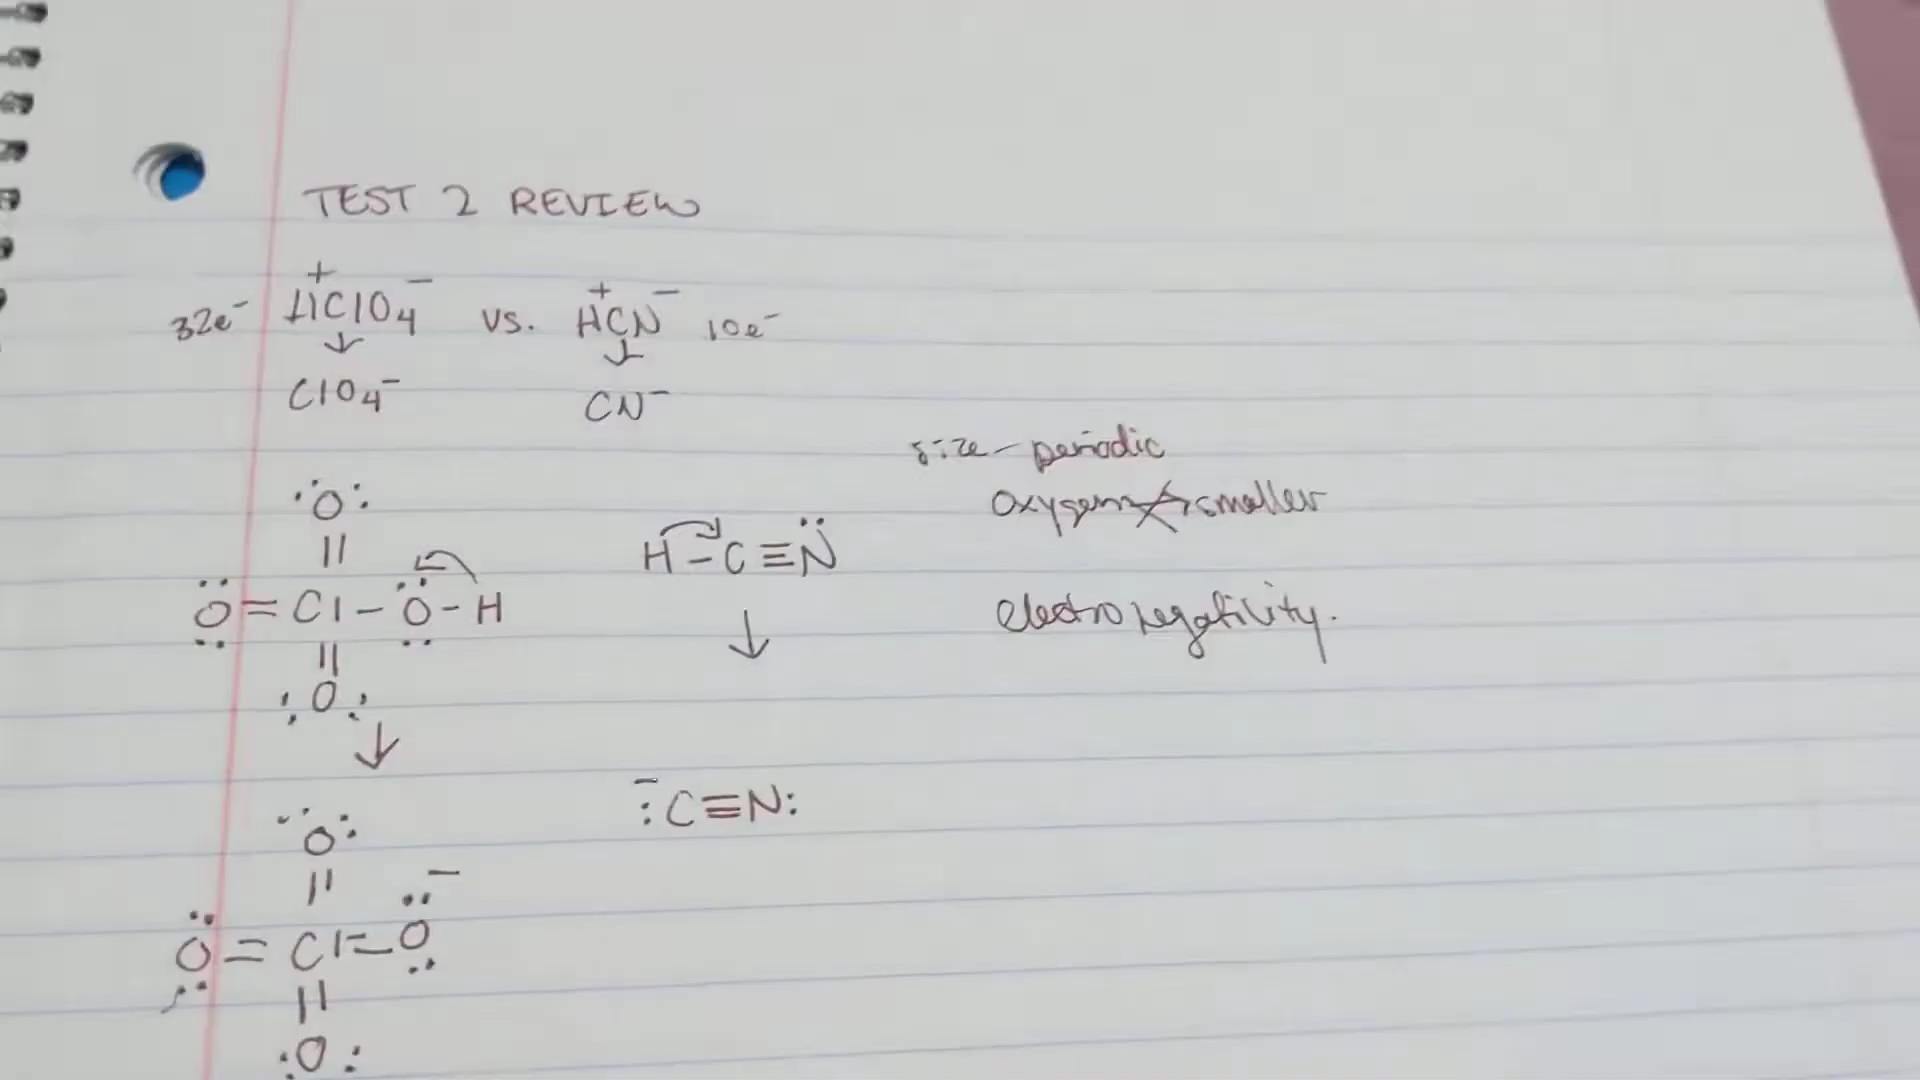 TEST 2 REVIEW
+ − + −
32e⁻ HClO₄ vs. HCN 10e⁻
↓ ↓
ClO₄⁻ CN⁻
size - periodic
oxygen → smaller
electronegativity.
:Ö:
||
Ö = Cl - Ö - H
||
:O:
↓
H - C ≡ N̈
↓
:Ö:
||
Ö = Cl = Ö ⁻
||
:O:
⁻:C≡N: